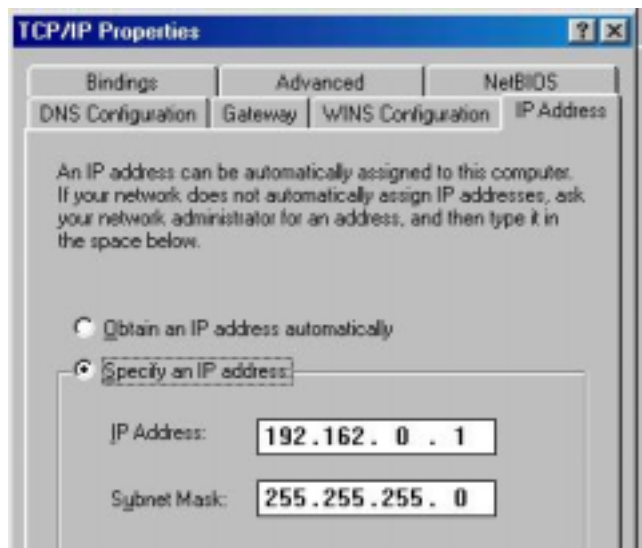 TCP/IP Properties
Bindings
Advanced
NetBIOS
DNS Configuration
Gateway
WINS Configuration
IP Address
An IP address can be automatically assigned to this computer.
If your network does not automatically assign IP addresses, ask
your network administrator for an address, and then type it in
the space below.
Obtain an IP address automatically
Specify an IP address:
IP Address: 192.162. 0 . 1
Subnet Mask: 255.255.255. 0